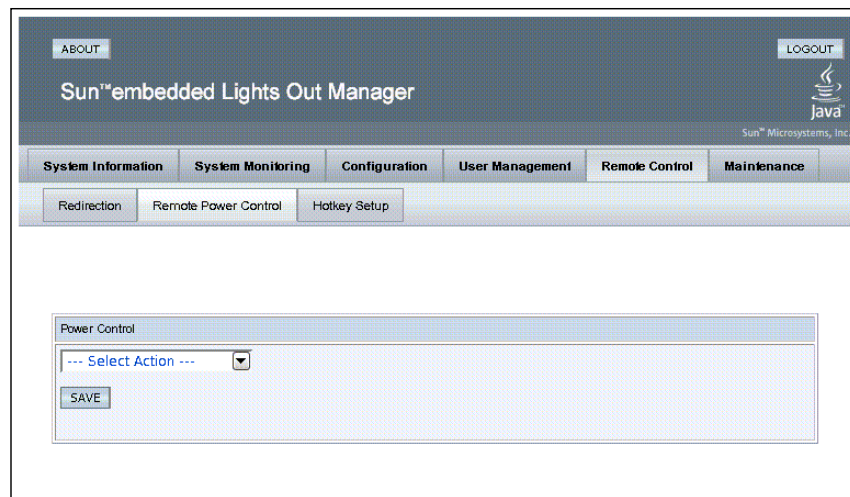 ABOUT
LOGOUT
Sun™embedded Lights Out Manager
Java™
Sun™ Microsystems, Inc.
System Information
System Monitoring
Configuration
User Management
Remote Control
Maintenance
Redirection
Remote Power Control
Hotkey Setup
Power Control
--- Select Action ---
SAVE